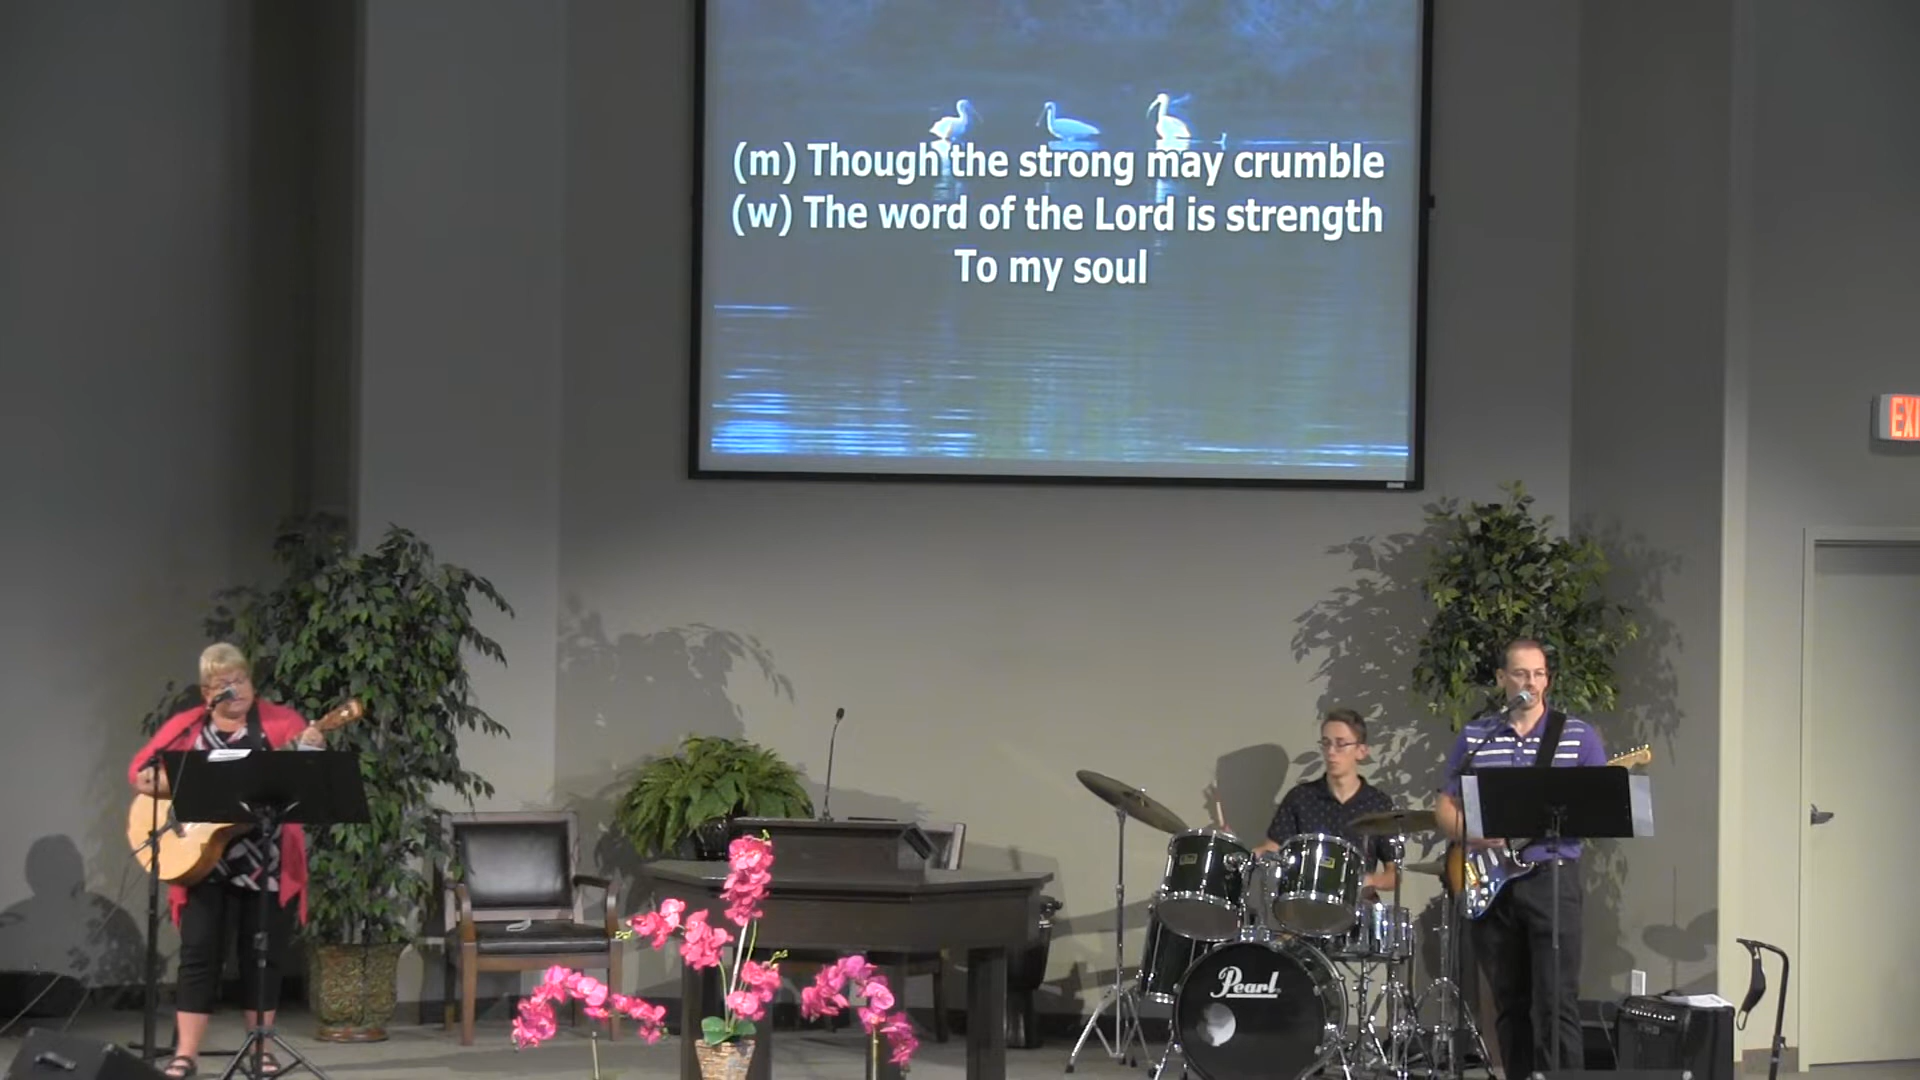 (m) Though the strong may crumble
(w) The word of the Lord is strength
To my soul
EXI
Pearl